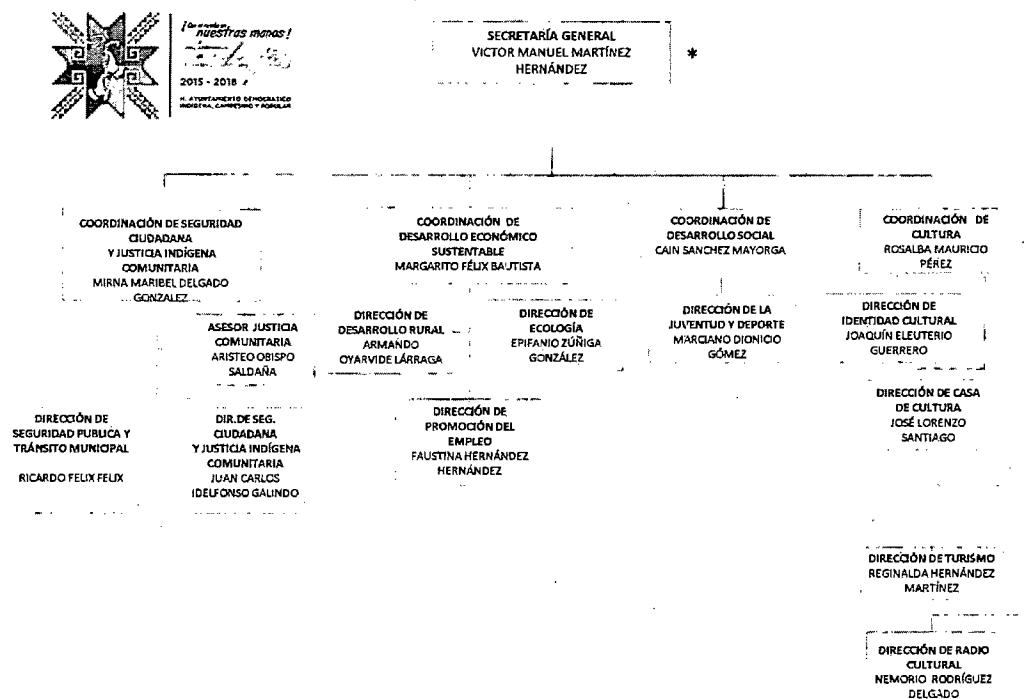 nuestras manos!
2015 - 2018
H. AYUNTAMIENTO DEMOCRATICO
INDIGENA, CAMPESINO Y POPULAR
SECRETARÍA GENERAL
VICTOR MANUEL MARTÍNEZ
HERNÁNDEZ
*
COORDINACIÓN DE SEGURIDAD
CIUDADANA
Y JUSTICIA INDÍGENA
COMUNITARIA
MIRNA MARIBEL DELGADO
GONZALEZ
COORDINACIÓN DE
DESARROLLO ECONÓMICO
SUSTENTABLE
MARGARITO FÉLIX BAUTISTA
COORDINACIÓN DE
DESARROLLO SOCIAL
CAIN SANCHEZ MAYORGA
COORDINACIÓN DE
CULTURA
ROSALBA MAURICIO
PÉREZ
ASESOR JUSTICIA
COMUNITARIA
ARISTEO OBISPO
SALDAÑA
DIRECCIÓN DE
DESARROLLO RURAL
ARMANDO
OYARVIDE LÁRRAGA
DIRECCIÓN DE
ECOLOGÍA
EPIFANIO ZÚÑIGA
GONZÁLEZ
DIRECCIÓN DE LA
JUVENTUD Y DEPORTE
MARCIANO DIONICIO
GÓMEZ
DIRECCIÓN DE
IDENTIDAD CULTURAL
JOAQUÍN ELEUTERIO
GUERRERO
DIRECCIÓN DE
SEGURIDAD PUBLICA Y
TRÁNSITO MUNICIPAL
RICARDO FELIX FELIX
DIR.DE SEG.
CIUDADANA
Y JUSTICIA INDÍGENA
COMUNITARIA
JUAN CARLOS
IDELFONSO GALINDO
DIRECCIÓN DE
PROMOCIÓN DEL
EMPLEO
FAUSTINA HERNÁNDEZ
HERNÁNDEZ
DIRECCIÓN DE CASA
DE CULTURA
JOSÉ LORENZO
SANTIAGO
DIRECCIÓN DE TURISMO
REGINALDA HERNÁNDEZ
MARTÍNEZ
DIRECCIÓN DE RADIO
CULTURAL
NEMORIO RODRÍGUEZ
DELGADO